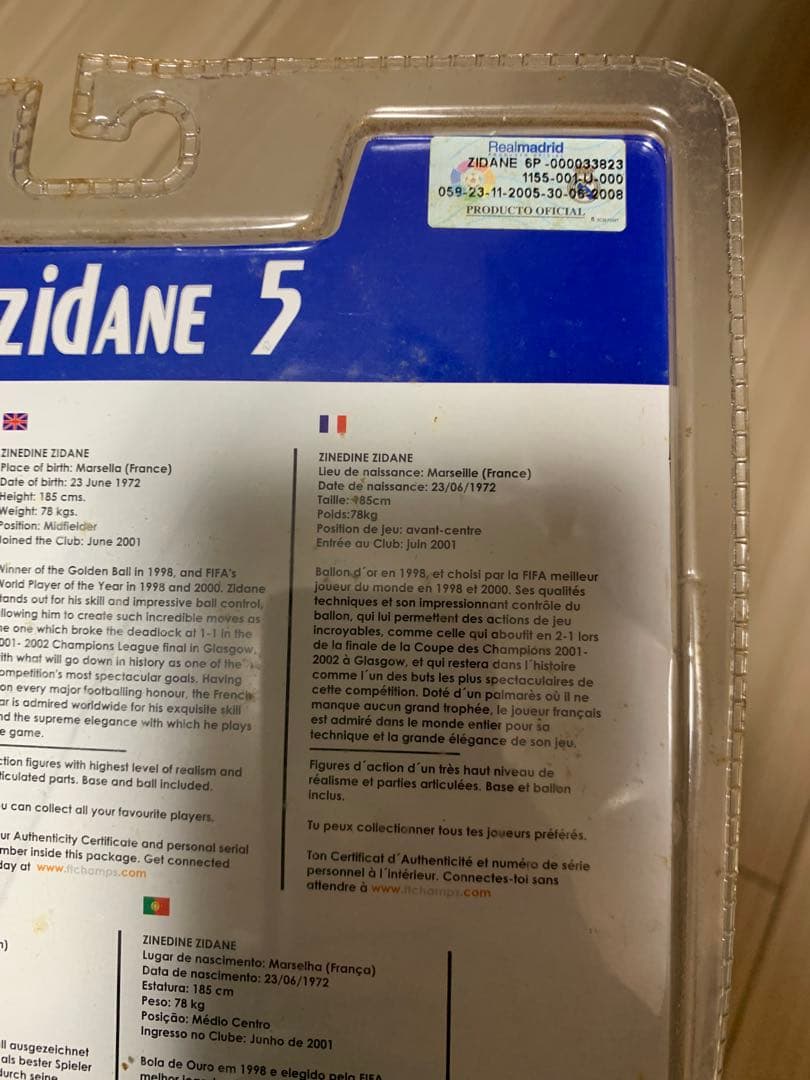 Realmadrid
ZIDANE 6P -000033823
1155-001-U-000
059-23-11-2005-30-06-2008
PRODUCTO OFICIAL
ZIDANE 5
ZINEDINE ZIDANE
Place of birth: Marsella (France)
Date of birth: 23 June 1972
Height: 185 cms.
Weight: 78 kgs.
Position: Midfielder
Joined the Club: June 2001
Winner of the Golden Ball in 1998, and FIFA's
World Player of the Year in 1998 and 2000. Zidane
tands out for his skill and impressive ball control,
llowing him to create such incredible moves as
he one which broke the deadlock at 1-1 in the
001- 2002 Champions League final in Glasgow,
ith what will go down in history as one of the
ompetition's most spectacular goals. Having
on every major footballing honour, the French
ar is admired worldwide for his exquisite skill
nd the supreme elegance with which he plays
e game.
ction figures with highest level of realism and
ticulated parts. Base and ball included.
u can collect all your favourite players.
ur Authenticity Certificate and personal serial
mber inside this package. Get connected
day at www.ftchamps.com
ZINEDINE ZIDANE
Lieu de naissance: Marseille (France)
Date de naissance: 23/06/1972
Taille: 185cm
Poids:78kg
Position de jeu: avant-centre
Entrée au Club: juin 2001
Ballon d´or en 1998, et choisi par la FIFA meilleur
joueur du monde en 1998 et 2000. Ses qualités
techniques et son impressionnant contrôle du
ballon, qui lui permettent des actions de jeu
incroyables, comme celle qui aboutit en 2-1 lors
de la finale de la Coupe des Champions 2001-
2002 à Glasgow, et qui restera dans l´histoire
comme l´un des buts les plus spectaculaires de
cette compétition. Doté d´un palmarès où il ne
manque aucun grand trophée, le joueur français
est admiré dans le monde entier pour sa
technique et la grande élégance de son jeu.
Figures d´action d´un très haut niveau de
réalisme et parties articulées. Base et ballon
inclus.
Tu peux collectionner tous tes joueurs préférés.
Ton Certificat d´Authenticité et numéro de série
personnel à l´intérieur. Connectes-toi sans
attendre à www.ftchamps.com
ZINEDINE ZIDANE
Lugar de nascimento: Marselha (França)
Data de nascimento: 23/06/1972
Estatura: 185 cm
Peso: 78 kg
Posição: Médio Centro
Ingresso no Clube: Junho de 2001
Bola de Ouro em 1998 e elegido pela FIFA
n)
ll ausgezeichnet
als bester Spieler
durch seine